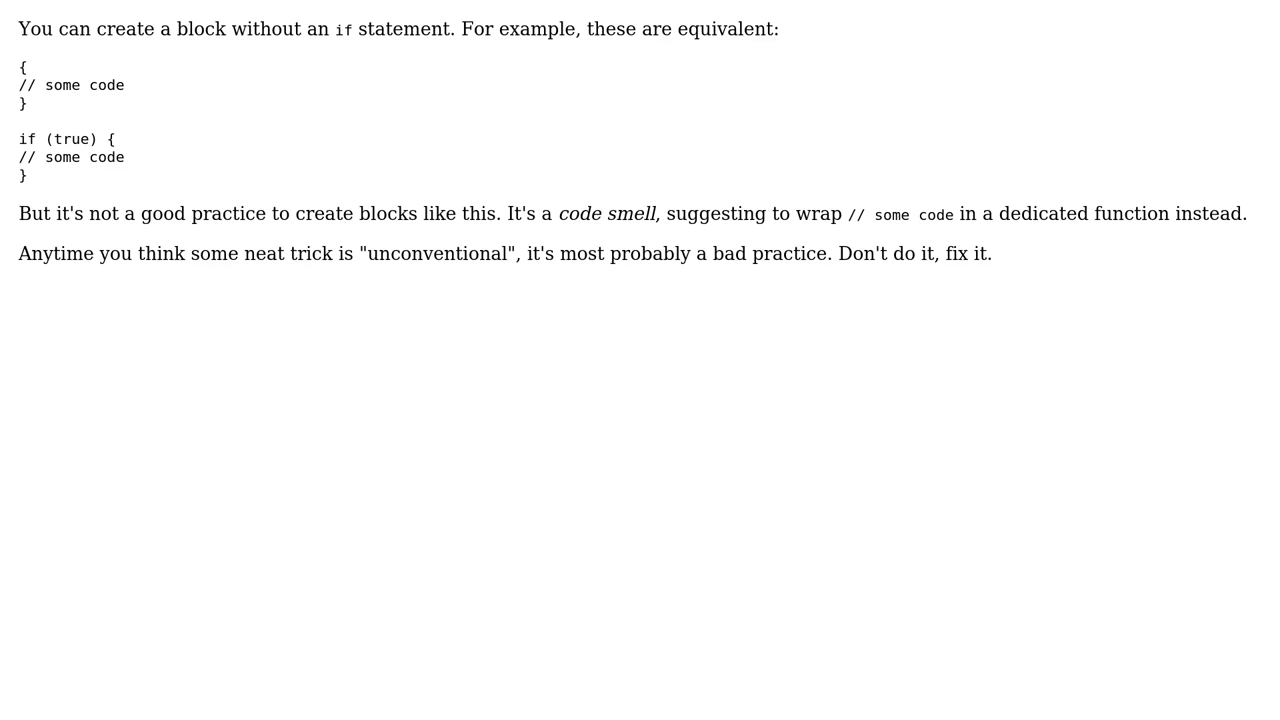 You can create a block without an if statement. For example, these are equivalent:
{
// some code
}
if (true) {
// some code
}
But it's not a good practice to create blocks like this. It's a code smell, suggesting to wrap // some code in a dedicated function instead.
Anytime you think some neat trick is "unconventional", it's most probably a bad practice. Don't do it, fix it.